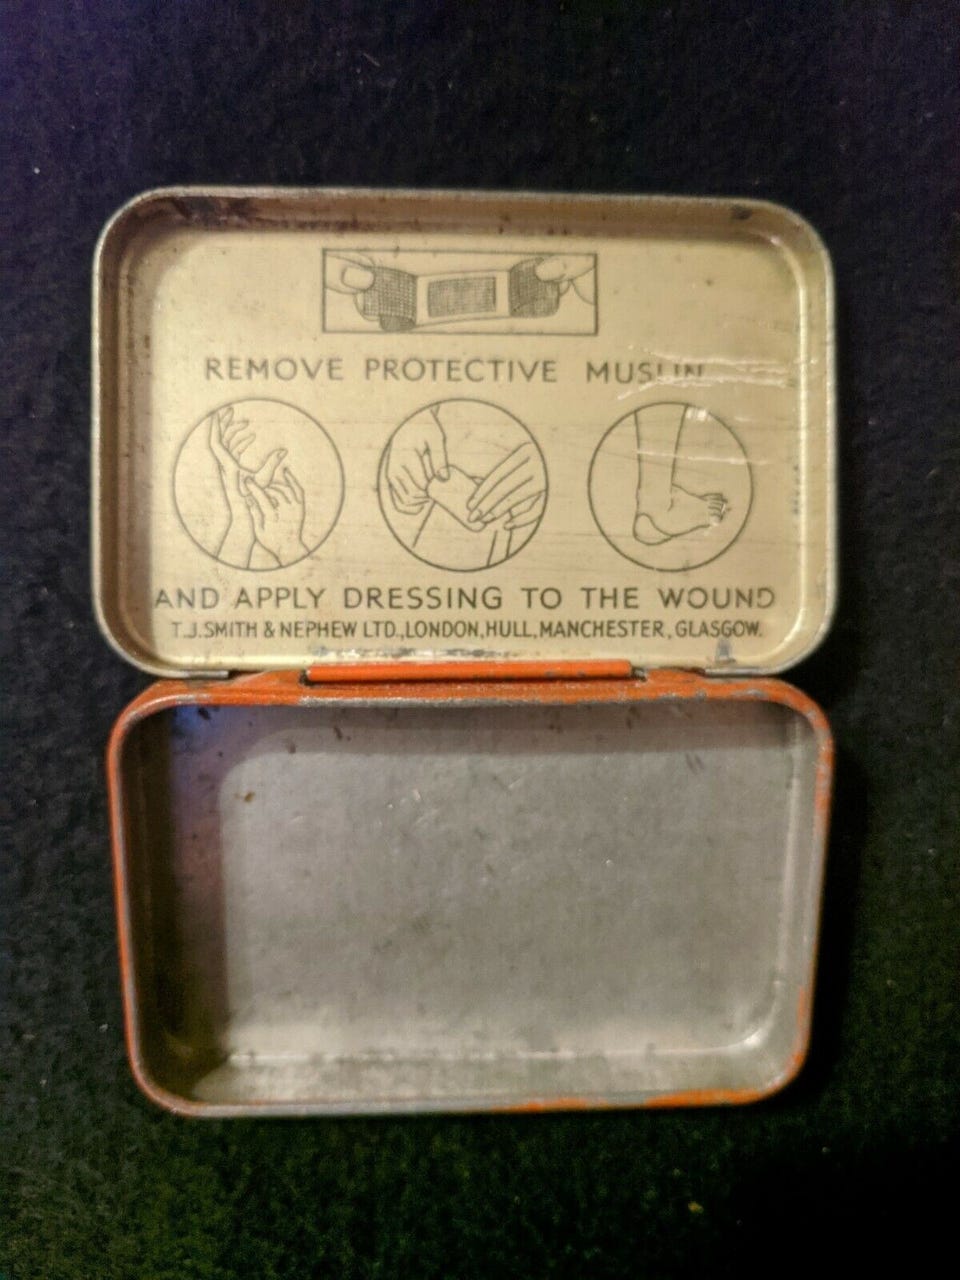 REMOVE PROTECTIVE MUSLIN
AND APPLY DRESSING TO THE WOUND
T.J.SMITH & NEPHEW LTD.,LONDON,HULL,MANCHESTER,GLASGOW.